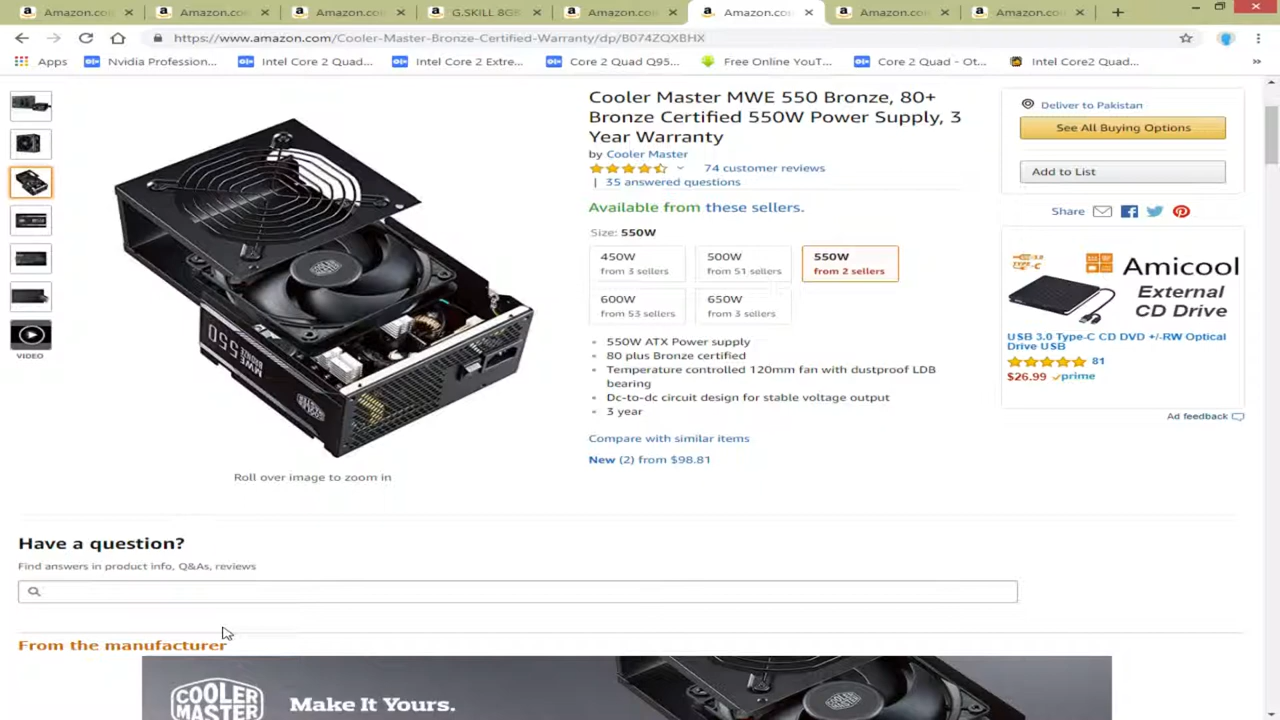 Amazon.co
Amazon.co
Amazon.co
G.SKILL 8GB
Amazon.co
Amazon.co
Amazon.co
Amazon.co
https://www.amazon.com/Cooler-Master-Bronze-Certified-Warranty/dp/B074ZQXBHX
Apps
Nvidia Profession...
Intel Core 2 Quad...
Intel Core 2 Extre...
Core 2 Quad Q95...
Free Online YouT...
Core 2 Quad - Ot...
Intel Core2 Quad...
»
VIDEO
MWE 550
BRONZE
Roll over image to zoom in
Cooler Master MWE 550 Bronze, 80+
Bronze Certified 550W Power Supply, 3
Year Warranty
by Cooler Master
74 customer reviews
| 35 answered questions
Available from these sellers.
Size: 550W
450W
from 3 sellers
500W
from 51 sellers
550W
from 2 sellers
600W
from 53 sellers
650W
from 3 sellers
• 550W ATX Power supply
• 80 plus Bronze certified
• Temperature controlled 120mm fan with dustproof LDB
bearing
• Dc-to-dc circuit design for stable voltage output
• 3 year
Compare with similar items
New (2) from $98.81
Deliver to Pakistan
See All Buying Options
Add to List
Share
TYPE-C
Amicool
External
CD Drive
USB 3.0 Type-C CD DVD +/-RW Optical
Drive USB
81
$26.99 prime
Ad feedback
Have a question?
Find answers in product info, Q&As, reviews
From the manufacturer
COOLER
MASTER
Make It Yours.